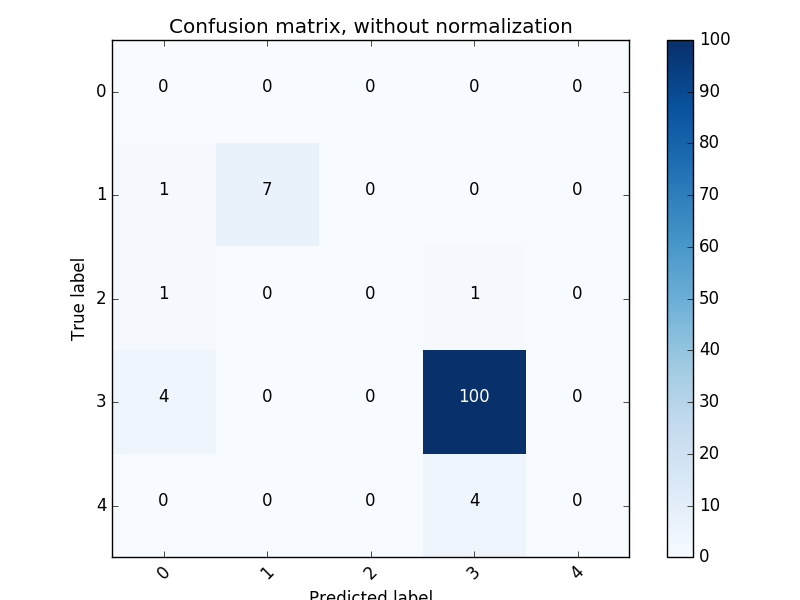 Confusion matrix, without normalization
0 0 0 0 0 0
1 1 7 0 0 0
2 1 0 0 1 0
3 4 0 0 100 0
4 0 0 0 4 0
0 1 2 3 4
True label
Predicted label
100
90
80
70
60
50
40
30
20
10
0